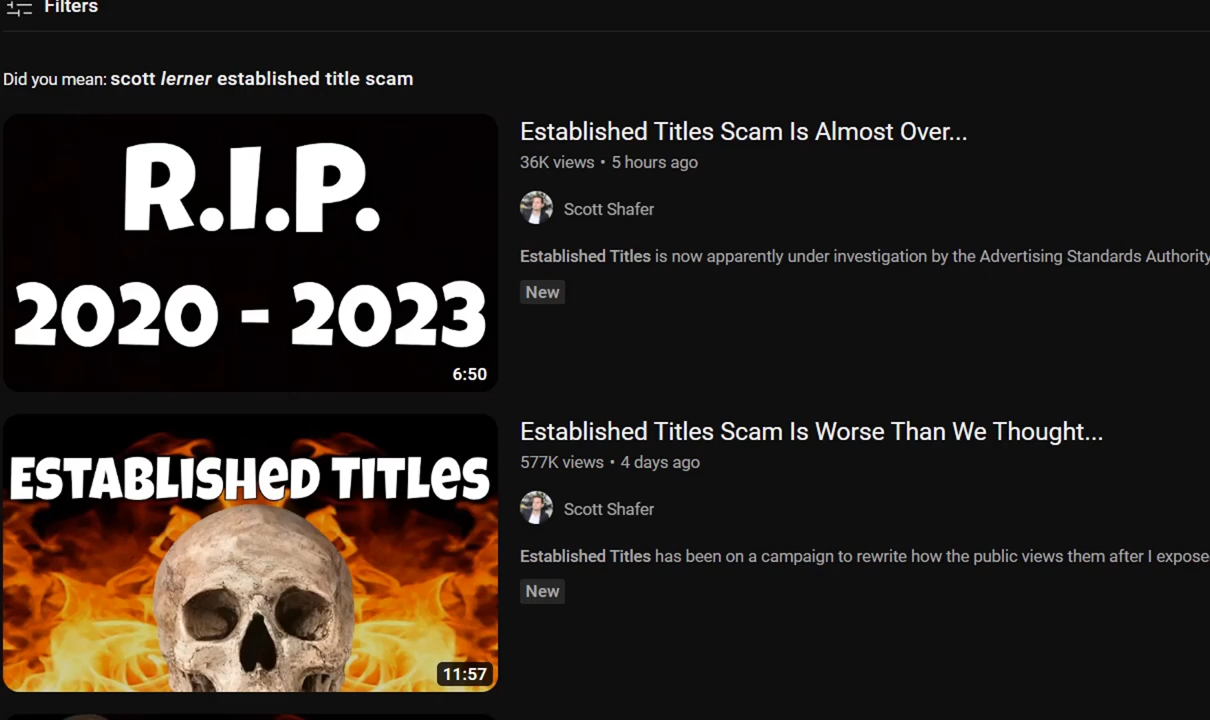 Filters
Did you mean: scott lerner established title scam
R.I.P.
2020 - 2023
6:50
Established Titles Scam Is Almost Over...
36K views • 5 hours ago
Scott Shafer
Established Titles is now apparently under investigation by the Advertising Standards Authority
New
ESTABLISHED TITLES
11:57
Established Titles Scam Is Worse Than We Thought...
577K views • 4 days ago
Scott Shafer
Established Titles has been on a campaign to rewrite how the public views them after I expose
New